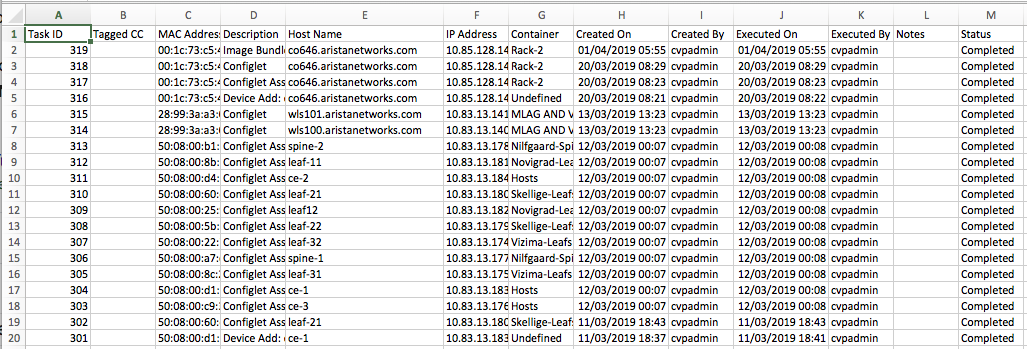 A B C D E F G H I J K L M
1 Task ID Tagged CC MAC Addres Description Host Name IP Address Container Created On Created By Executed On Executed By Notes Status
2 319 00:1c:73:c5:4 Image Bundl co646.aristanetworks.com 10.85.128.14 Rack-2 01/04/2019 05:55 cvpadmin 01/04/2019 05:55 cvpadmin Completed
3 318 00:1c:73:c5:4 Configlet co646.aristanetworks.com 10.85.128.14 Rack-2 20/03/2019 08:29 cvpadmin 20/03/2019 08:29 cvpadmin Completed
4 317 00:1c:73:c5:4 Configlet Ass co646.aristanetworks.com 10.85.128.14 Rack-2 20/03/2019 08:23 cvpadmin 20/03/2019 08:23 cvpadmin Completed
5 316 00:1c:73:c5:4 Device Add: co646.aristanetworks.com 10.85.128.14 Undefined 20/03/2019 08:21 cvpadmin 20/03/2019 08:22 cvpadmin Completed
6 315 28:99:3a:a3: Configlet wls101.aristanetworks.com 10.83.13.141 MLAG AND V 13/03/2019 13:23 cvpadmin 13/03/2019 13:23 cvpadmin Completed
7 314 28:99:3a:a3: Configlet wls100.aristanetworks.com 10.83.13.140 MLAG AND V 13/03/2019 13:23 cvpadmin 13/03/2019 13:23 cvpadmin Completed
8 313 50:08:00:b1: Configlet Ass spine-2 10.83.13.178 Nilfgaard-Spi 12/03/2019 00:07 cvpadmin 12/03/2019 00:08 cvpadmin Completed
9 312 50:08:00:8b: Configlet Ass leaf-11 10.83.13.181 Novigrad-Lea 12/03/2019 00:07 cvpadmin 12/03/2019 00:08 cvpadmin Completed
10 311 50:08:00:d4: Configlet Ass ce-2 10.83.13.184 Hosts 12/03/2019 00:07 cvpadmin 12/03/2019 00:08 cvpadmin Completed
11 310 50:08:00:60: Configlet Ass leaf-21 10.83.13.180 Skellige-Leaf 12/03/2019 00:07 cvpadmin 12/03/2019 00:08 cvpadmin Completed
12 309 50:08:00:25: Configlet Ass leaf12 10.83.13.182 Novigrad-Lea 12/03/2019 00:07 cvpadmin 12/03/2019 00:08 cvpadmin Completed
13 308 50:08:00:5b: Configlet Ass leaf-22 10.83.13.179 Skellige-Leaf 12/03/2019 00:07 cvpadmin 12/03/2019 00:08 cvpadmin Completed
14 307 50:08:00:22: Configlet Ass leaf-32 10.83.13.174 Vizima-Leafs 12/03/2019 00:07 cvpadmin 12/03/2019 00:08 cvpadmin Completed
15 306 50:08:00:a7: Configlet Ass spine-1 10.83.13.177 Nilfgaard-Spi 12/03/2019 00:07 cvpadmin 12/03/2019 00:08 cvpadmin Completed
16 305 50:08:00:8c: Configlet Ass leaf-31 10.83.13.175 Vizima-Leafs 12/03/2019 00:07 cvpadmin 12/03/2019 00:08 cvpadmin Completed
17 304 50:08:00:d1: Configlet Ass ce-1 10.83.13.183 Hosts 12/03/2019 00:07 cvpadmin 12/03/2019 00:08 cvpadmin Completed
18 303 50:08:00:c9: Configlet Ass ce-3 10.83.13.176 Hosts 12/03/2019 00:07 cvpadmin 12/03/2019 00:08 cvpadmin Completed
19 302 50:08:00:60: Configlet Ass leaf-21 10.83.13.180 Skellige-Leaf 11/03/2019 18:43 cvpadmin 11/03/2019 18:43 cvpadmin Completed
20 301 50:08:00:d1: Device Add: ce-1 10.83.13.183 Undefined 11/03/2019 18:37 cvpadmin 11/03/2019 18:41 cvpadmin Completed